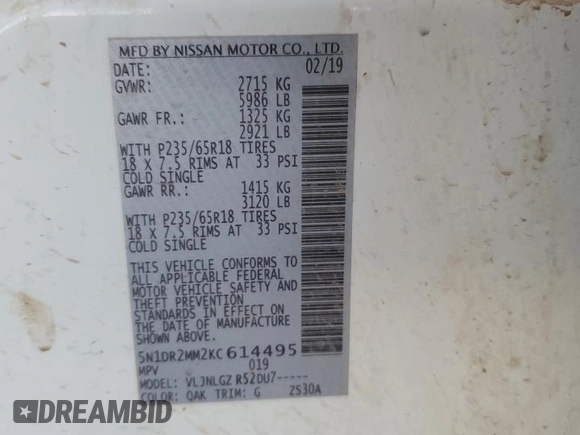 MFD BY NISSAN MOTOR CO., LTD.
DATE: 02/19
GVWR: 2715 KG
5986 LB
GAWR FR.: 1325 KG
2921 LB
WITH P235/65R18 TIRES
18 X 7.5 RIMS AT 33 PSI
COLD SINGLE
GAWR RR.: 1415 KG
3120 LB
WITH P235/65R18 TIRES
18 X 7.5 RIMS AT 33 PSI
COLD SINGLE
THIS VEHICLE CONFORMS TO
ALL APPLICABLE FEDERAL
MOTOR VEHICLE SAFETY AND
THEFT PREVENTION
STANDARDS IN EFFECT ON
THE DATE OF MANUFACTURE
SHOWN ABOVE.
5N1DR2MM2KC614495
MPV 019
MODEL: VLJNLGZ R52DU7-----
COLOR: QAK TRIM: G 2S30A
DREAMBID